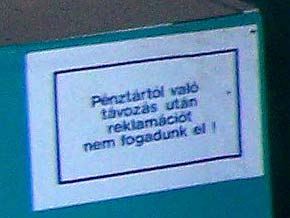 Pénztártól való
távozás után
reklamációt
nem fogadunk el !